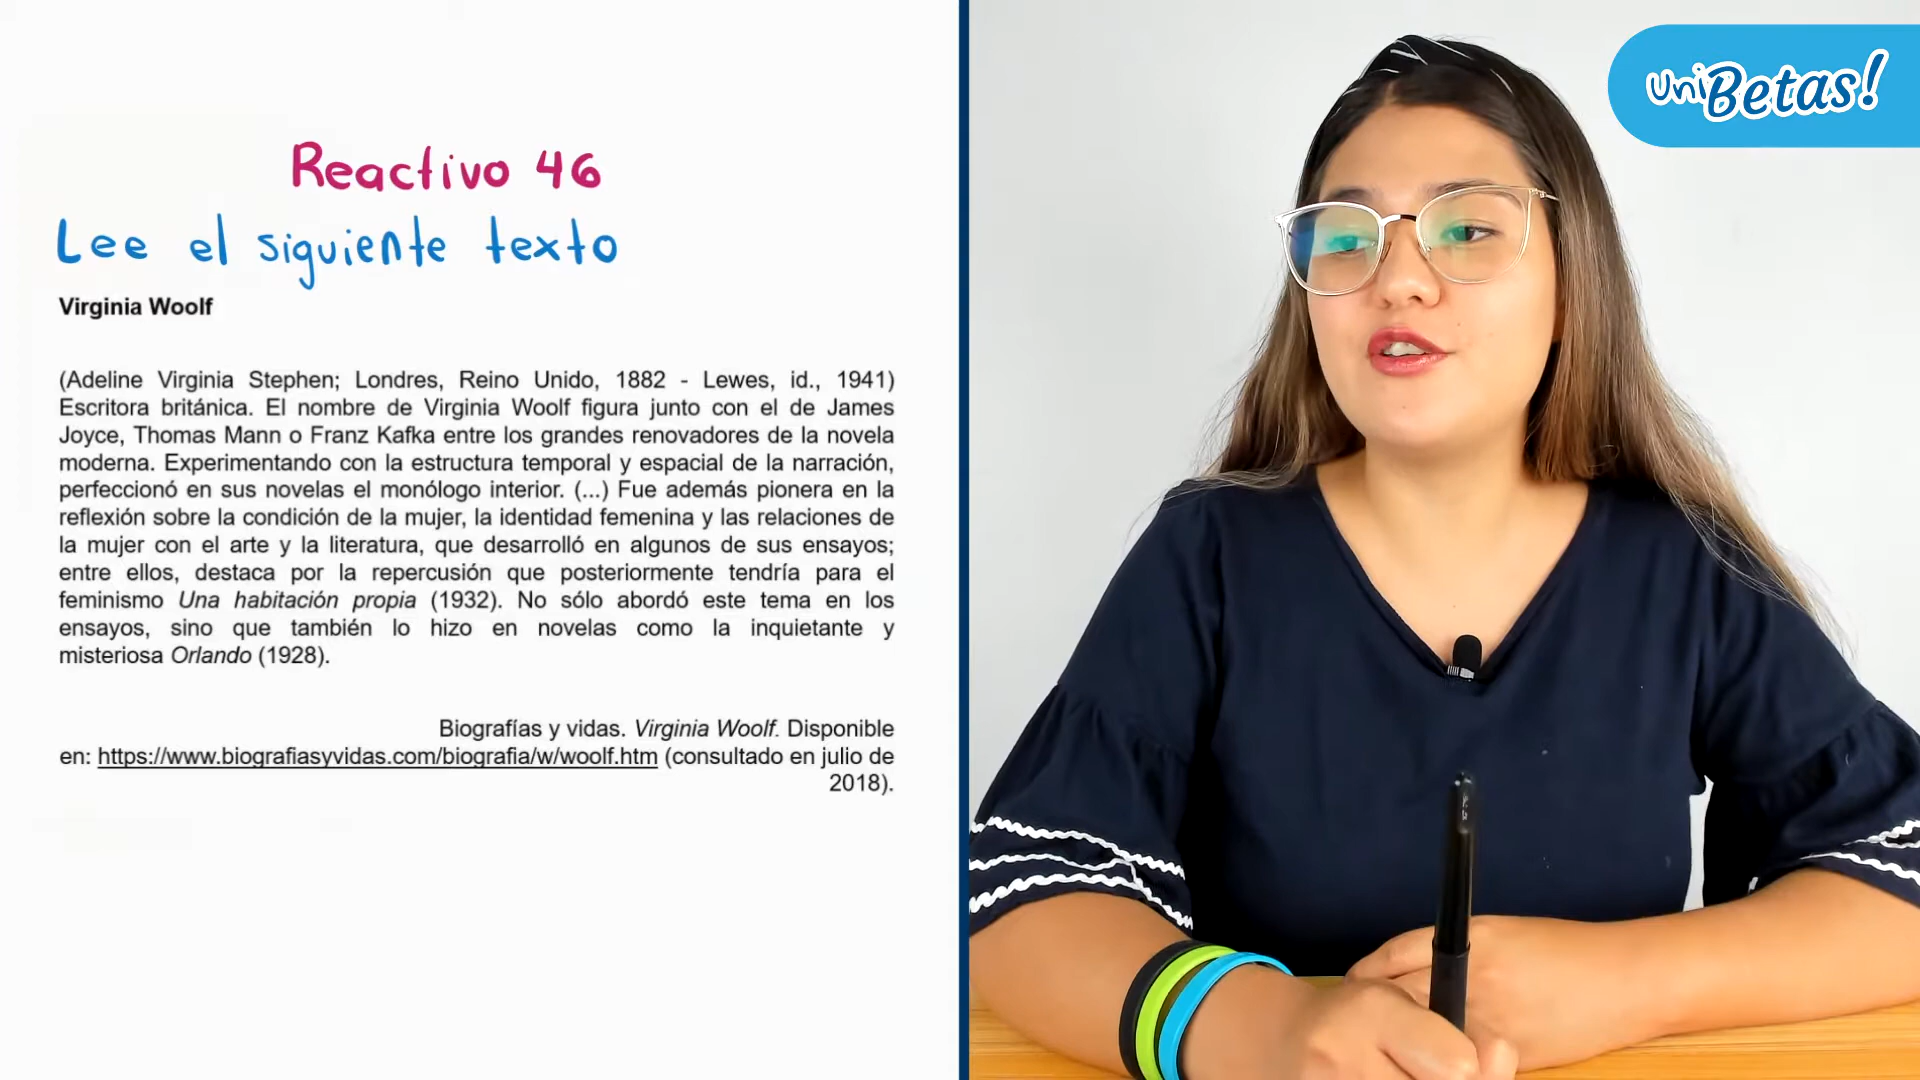 Reactivo 46
Lee el siguiente texto
Virginia Woolf
(Adeline Virginia Stephen; Londres, Reino Unido, 1882 - Lewes, id., 1941)
Escritora británica. El nombre de Virginia Woolf figura junto con el de James
Joyce, Thomas Mann o Franz Kafka entre los grandes renovadores de la novela
moderna. Experimentando con la estructura temporal y espacial de la narración,
perfeccionó en sus novelas el monólogo interior. (...) Fue además pionera en la
reflexión sobre la condición de la mujer, la identidad femenina y las relaciones de
la mujer con el arte y la literatura, que desarrolló en algunos de sus ensayos;
entre ellos, destaca por la repercusión que posteriormente tendría para el
feminismo Una habitación propia (1932). No sólo abordó este tema en los
ensayos, sino que también lo hizo en novelas como la inquietante y
misteriosa Orlando (1928).
Biografías y vidas. Virginia Woolf. Disponible
en: https://www.biografiasyvidas.com/biografia/w/woolf.htm (consultado en julio de
2018).
uniBetas!